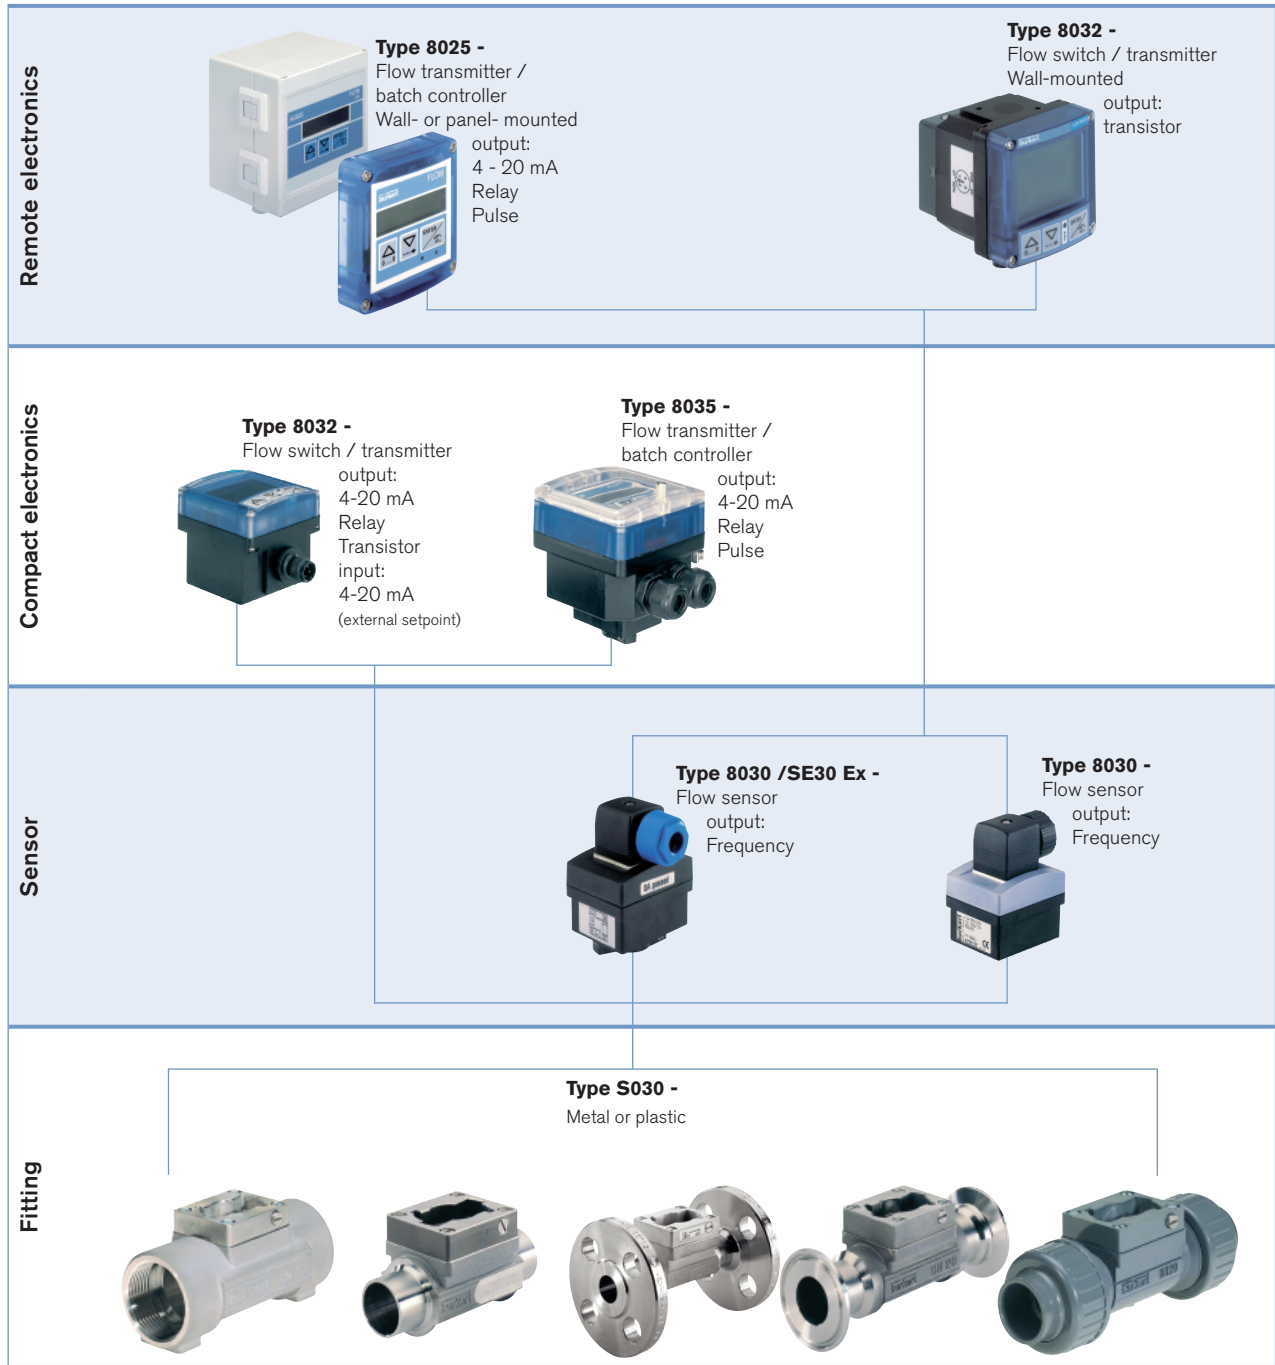 Remote electronics
Type 8025 -
Flow transmitter /
batch controller
Wall- or panel- mounted
output:
4 - 20 mA
Relay
Pulse
FLOW
burkert
ENTER
Type 8032 -
Flow switch / transmitter
Wall-mounted
output:
transistor
burkert
Compact electronics
Type 8032 -
Flow switch / transmitter
output:
4-20 mA
Relay
Transistor
input:
4-20 mA
(external setpoint)
Type 8035 -
Flow transmitter /
batch controller
output:
4-20 mA
Relay
Pulse
Sensor
Type 8030 /SE30 Ex -
Flow sensor
output:
Frequency
Type 8030 -
Flow sensor
output:
Frequency
Fitting
Type S030 -
Metal or plastic